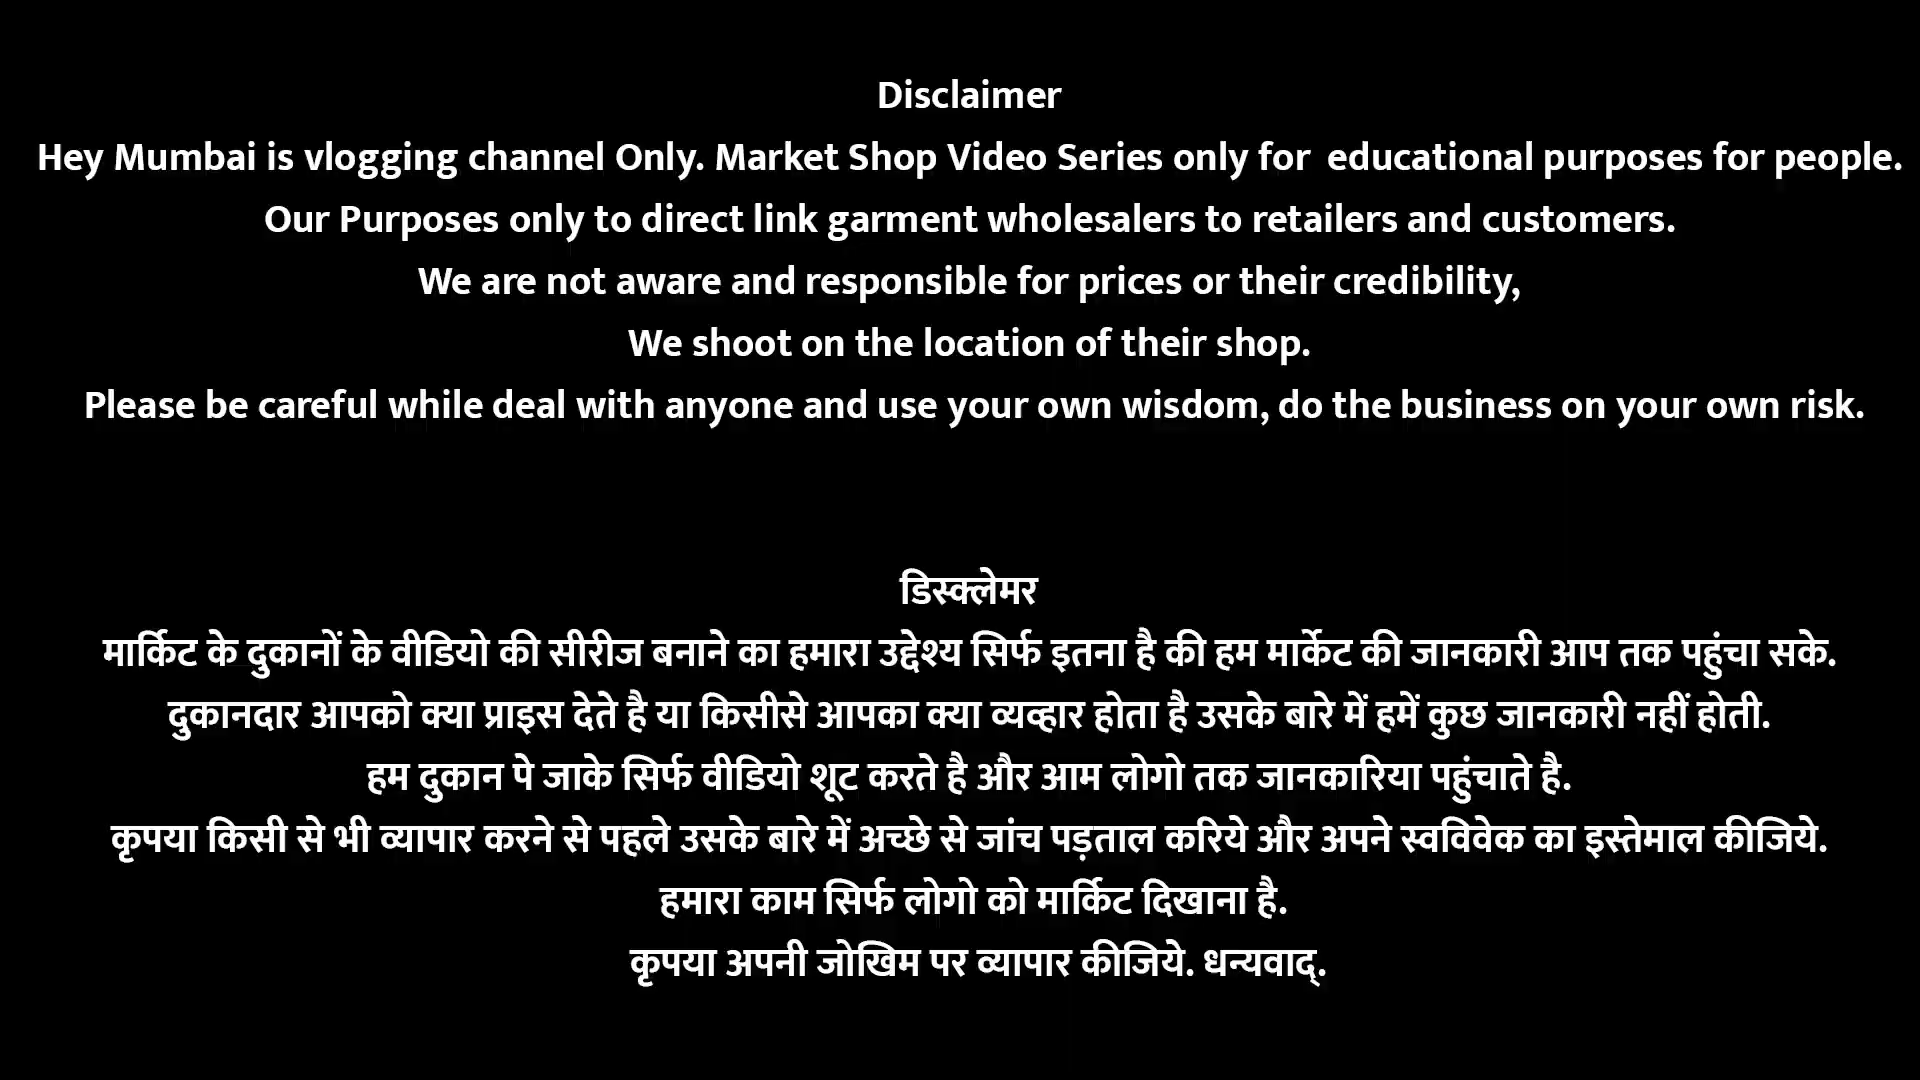 Disclaimer
Hey Mumbai is vlogging channel Only. Market Shop Video Series only for educational purposes for people.
Our Purposes only to direct link garment wholesalers to retailers and customers.
We are not aware and responsible for prices or their credibility,
We shoot on the location of their shop.
Please be careful while deal with anyone and use your own wisdom, do the business on your own risk.
डिस्क्लेमर
मार्किट के दुकानों के वीडियो की सीरीज बनाने का हमारा उद्देश्य सिर्फ इतना है की हम मार्केट की जानकारी आप तक पहुंचा सके.
दुकानदार आपको क्या प्राइस देते है या किसीसे आपका क्या व्यव्हार होता है उसके बारे में हमें कुछ जानकारी नहीं होती.
हम दुकान पे जाके सिर्फ वीडियो शूट करते है और आम लोगो तक जानकारिया पहुंचाते है.
कृपया किसी से भी व्यापार करने से पहले उसके बारे में अच्छे से जांच पड़ताल करिये और अपने स्वविवेक का इस्तेमाल कीजिये.
हमारा काम सिर्फ लोगो को मार्किट दिखाना है.
कृपया अपनी जोखिम पर व्यापार कीजिये. धन्यवाद्.